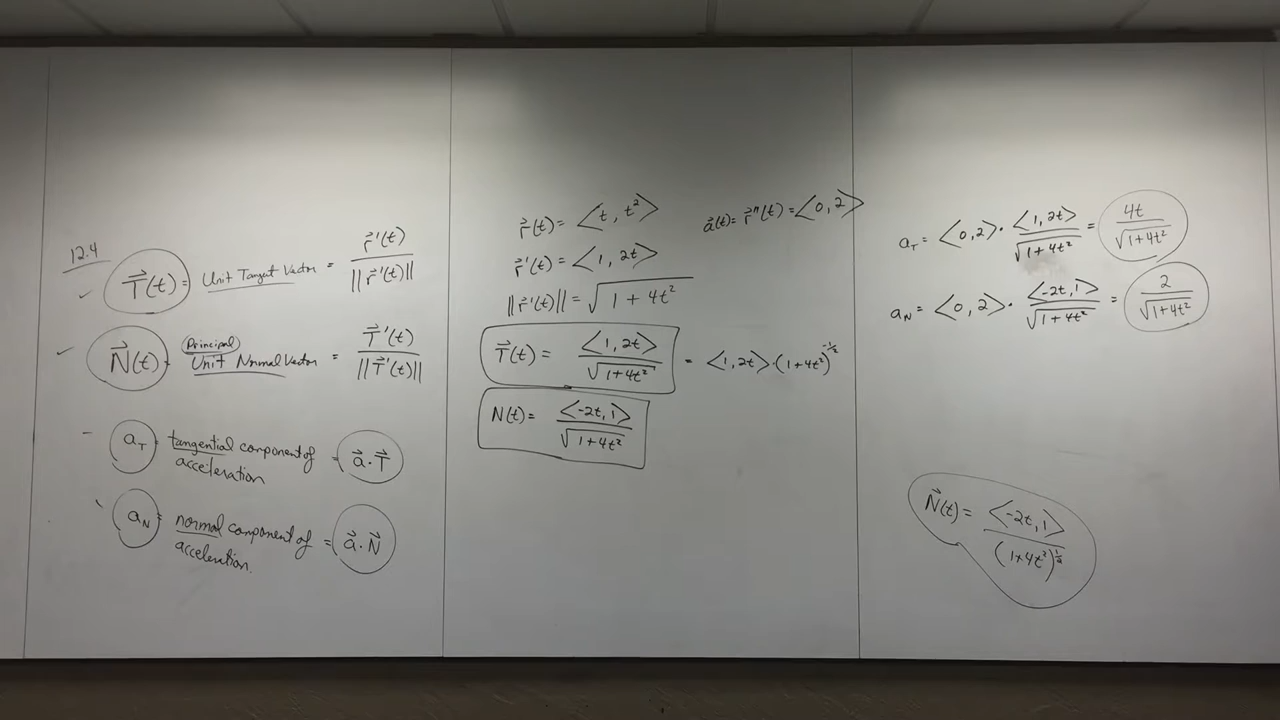 12.4
✓ T⃗(t) = Unit Tangent Vector = r⃗'(t) / ||r⃗'(t)||
✓ N⃗(t) = Principal Unit Normal Vector = T⃗'(t) / ||T⃗'(t)||
- a_T = tangential component of acceleration = a⃗·T⃗
- a_N = normal component of acceleration. = a⃗·N⃗
r⃗(t) = <t, t²>
a⃗(t) = r⃗''(t) = <0, 2>
r⃗'(t) = <1, 2t>
||r⃗'(t)|| = √(1+4t²)
T⃗(t) = <1, 2t> / √(1+4t²) = <1, 2t>·(1+4t²)^(-1/2)
N(t) = <-2t, 1> / √(1+4t²)
a_T = <0, 2>·<1, 2t> / √(1+4t²) = 4t / √(1+4t²)
a_N = <0, 2>·<-2t, 1> / √(1+4t²) = 2 / √(1+4t²)
N⃗(t) = <-2t, 1> / (1+4t²)^(1/2)